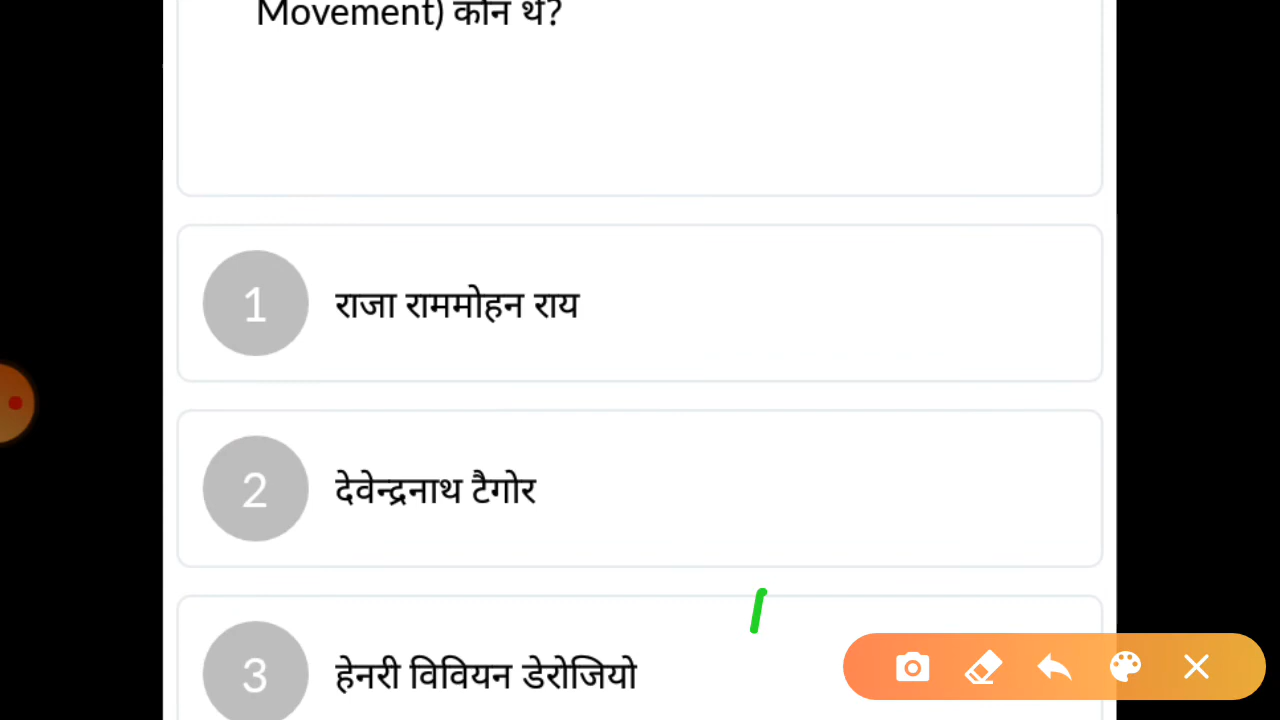 Movement) कौन थे?
1 राजा राममोहन राय
2 देवेन्द्रनाथ टैगोर
3 हेनरी विवियन डेरोजियो